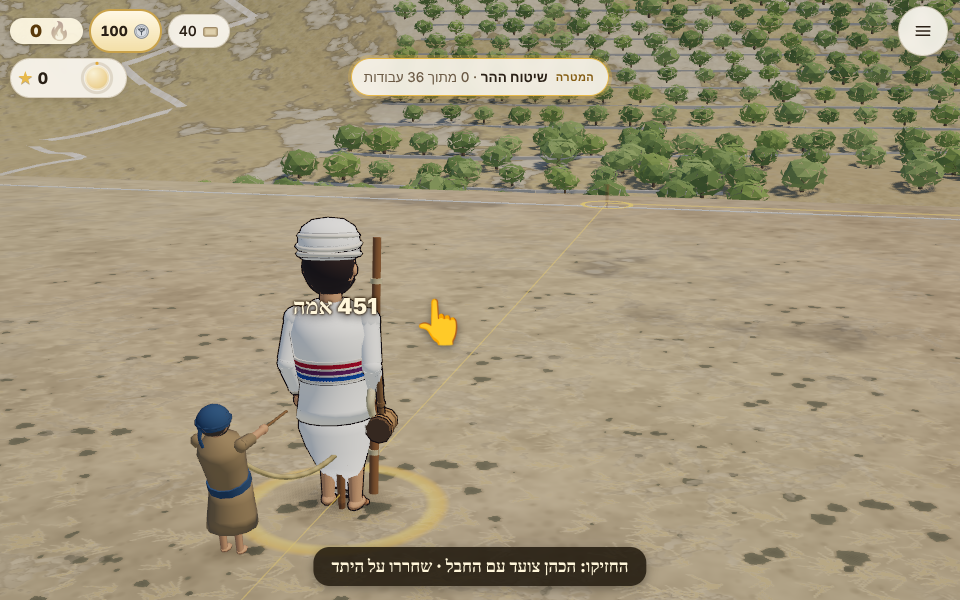 0
100
40
0
המטרה שיטוח ההר · 0 מתוך 36 עבודות
451 אמה
החזיקו: הכהן צועד עם החבל · שחררו על היתד